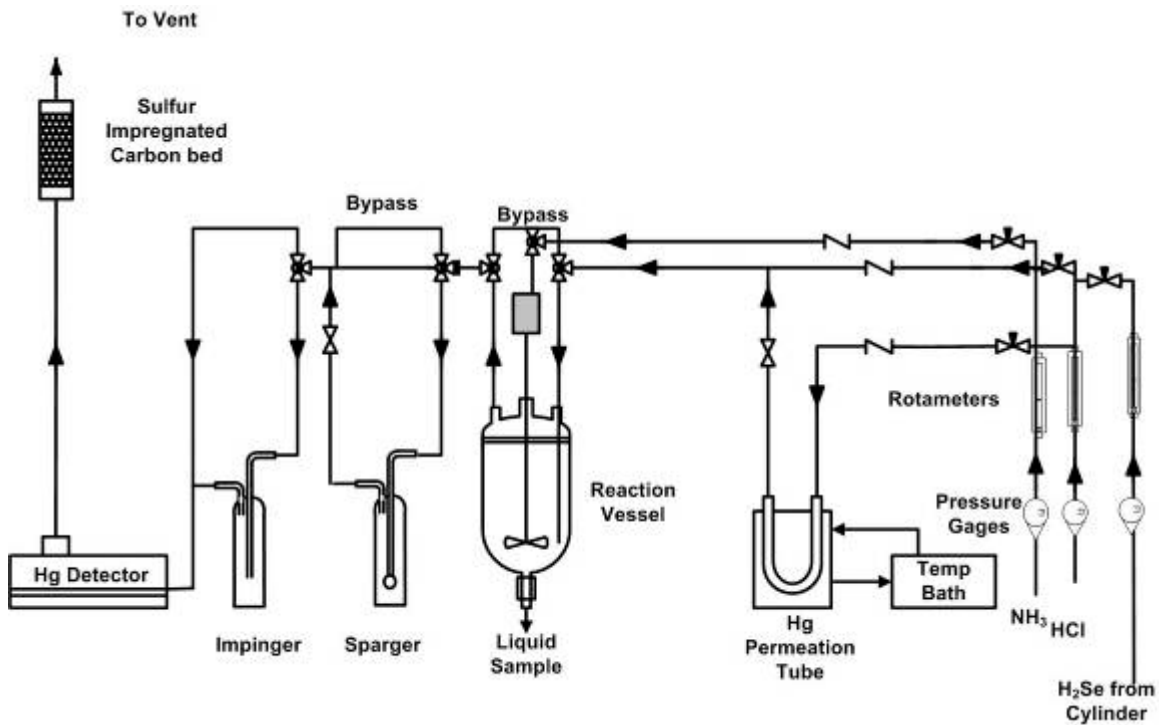 To Vent
Sulfur
Impregnated
Carbon bed
Bypass
Bypass
Rotameters
Reaction
Vessel
Pressure
Gages
Hg Detector
Temp
Bath
NH₃
HCl
Impinger
Sparger
Liquid
Sample
Hg
Permeation
Tube
H₂Se from
Cylinder